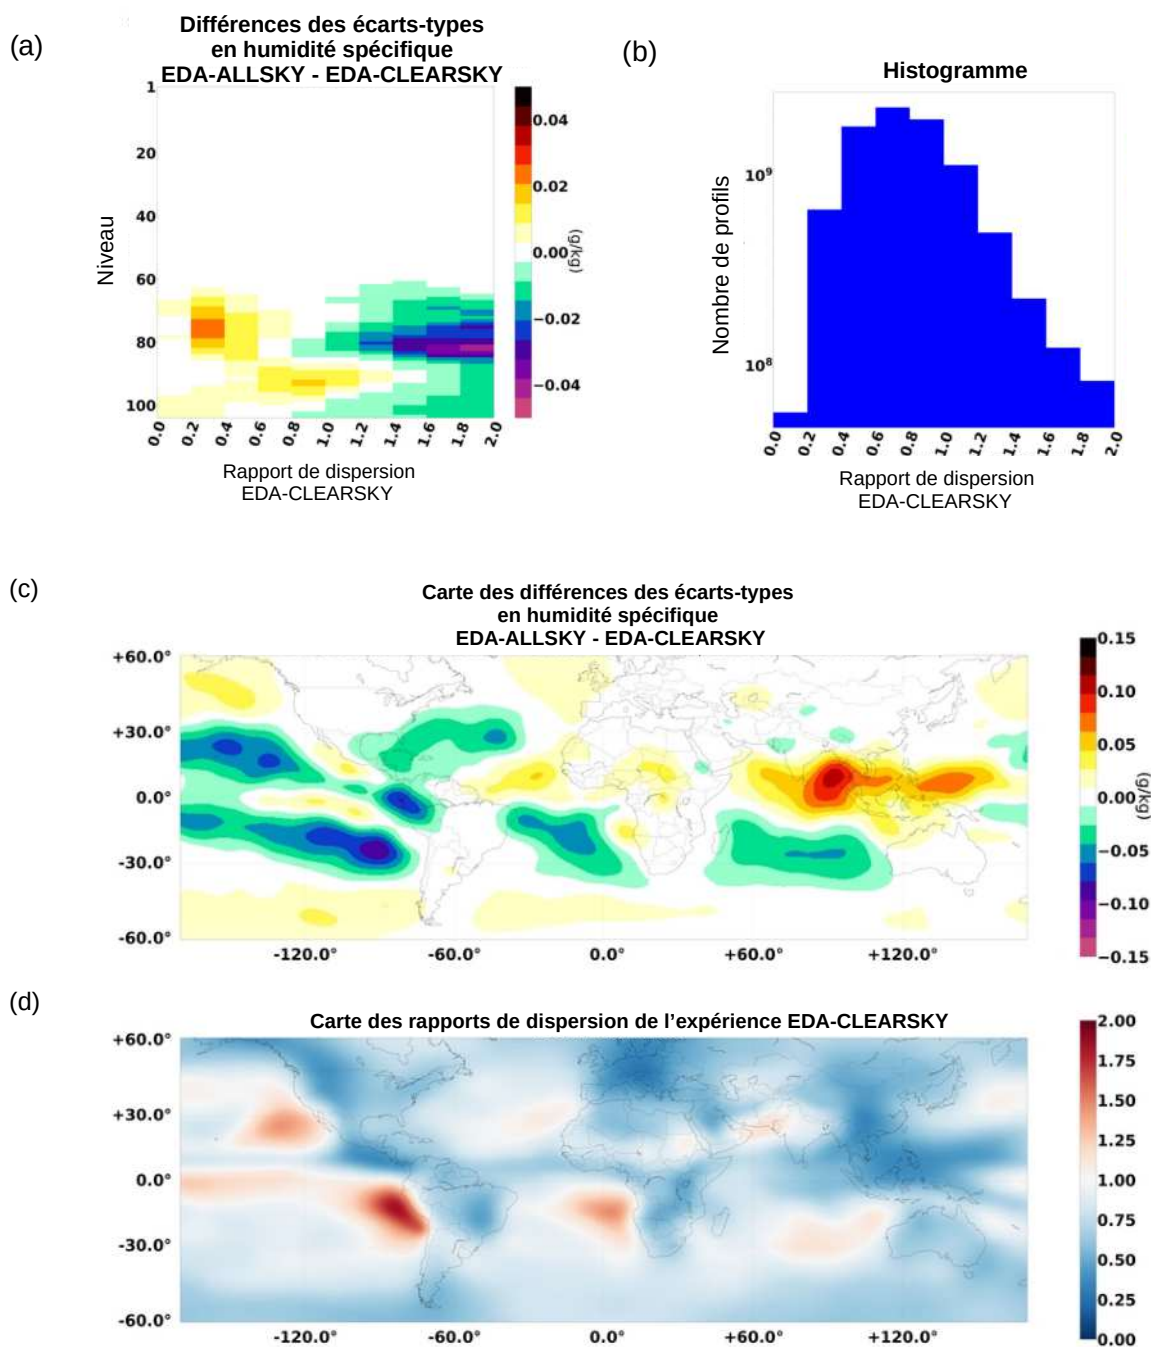 (a)
Différences des écarts-types
en humidité spécifique
EDA-ALLSKY - EDA-CLEARSKY
1
20
40
60
80
100
Niveau
0.0 0.2 0.4 0.6 0.8 1.0 1.2 1.4 1.6 1.8 2.0
Rapport de dispersion
EDA-CLEARSKY
0.04
0.02
0.00
−0.02
−0.04
(g/kg)
(b)
Histogramme
10⁹
10⁸
Nombre de profils
0.0 0.2 0.4 0.6 0.8 1.0 1.2 1.4 1.6 1.8 2.0
Rapport de dispersion
EDA-CLEARSKY
(c)
Carte des différences des écarts-types
en humidité spécifique
EDA-ALLSKY - EDA-CLEARSKY
+60.0°
+30.0°
0.0°
-30.0°
-60.0°
-120.0° -60.0° 0.0° +60.0° +120.0°
0.15
0.10
0.05
0.00
−0.05
−0.10
−0.15
(g/kg)
(d)
Carte des rapports de dispersion de l'expérience EDA-CLEARSKY
+60.0°
+30.0°
0.0°
-30.0°
-60.0°
-120.0° -60.0° 0.0° +60.0° +120.0°
2.00
1.75
1.50
1.25
1.00
0.75
0.50
0.25
0.00